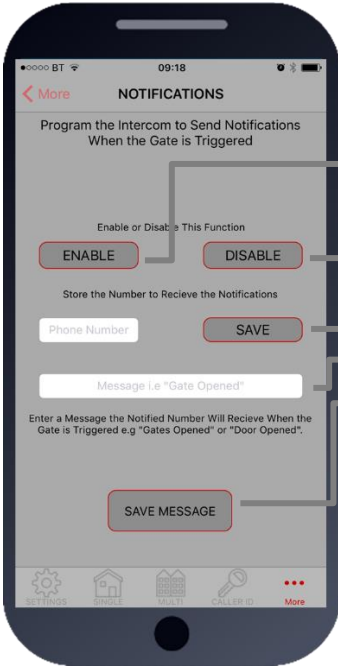 BT 09:18
More NOTIFICATIONS
Program the Intercom to Send Notifications
When the Gate is Triggered
Enable or Disable This Function
ENABLE DISABLE
Store the Number to Recieve the Notifications
Phone Number SAVE
Message i.e "Gate Opened"
Enter a Message the Notified Number Will Recieve When the
Gate is Triggered e.g "Gates Opened" or "Door Opened".
SAVE MESSAGE
SETTINGS SINGLE MULTI CALLER ID More